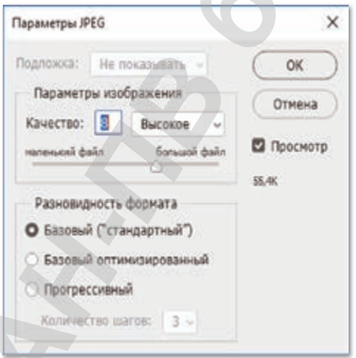 Параметры JPEG
Подложка: Не показывать
OK
Параметры изображения
Отмена
Качество: 8 Высокое
маленький файл большой файл
Просмотр
55,4K
Разновидность формата
Базовый ("стандартный")
Базовый оптимизированный
Прогрессивный
Количество шагов: 3